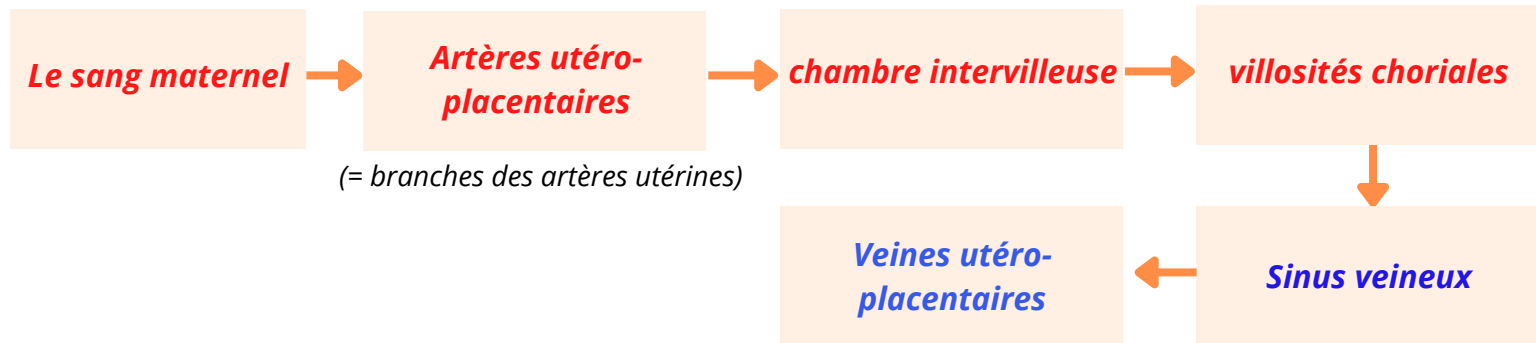 Le sang maternel
Artères utéro-
placentaires
(= branches des artères utérines)
chambre intervilleuse
villosités choriales
Sinus veineux
Veines utéro-
placentaires